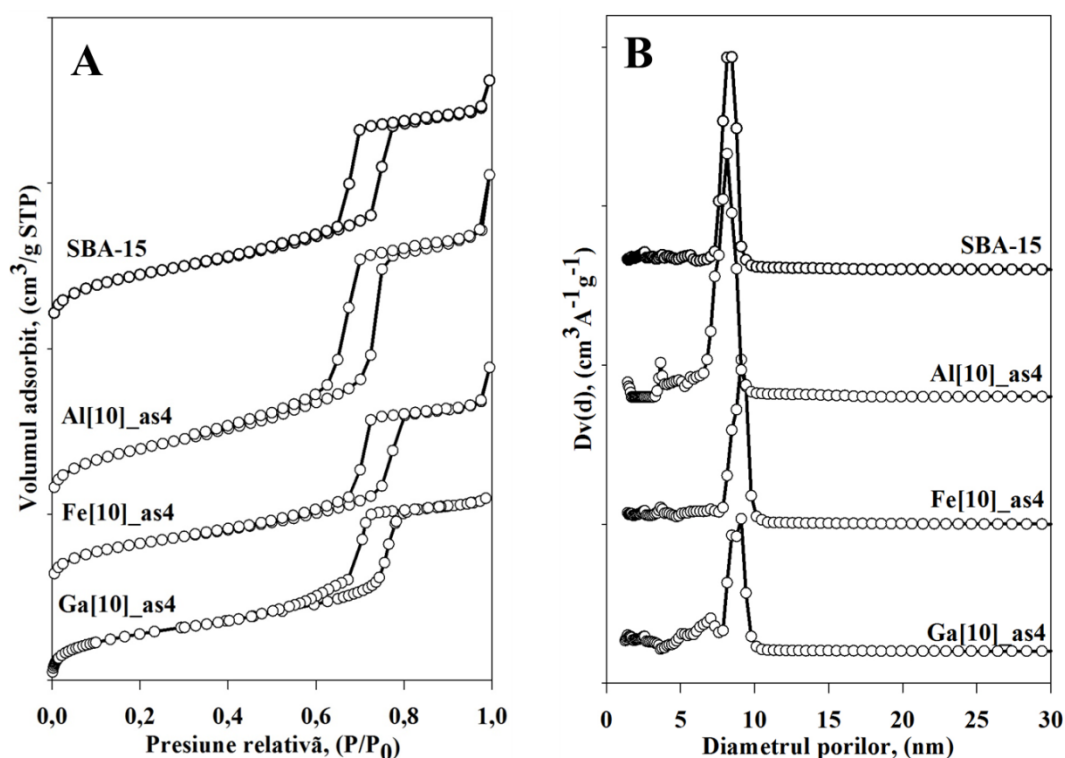 A
Volumul adsorbit, (cm³/g STP)
SBA-15
Al[10]_as4
Fe[10]_as4
Ga[10]_as4
0,0 0,2 0,4 0,6 0,8 1,0
Presiune relativã, (P/P₀)
B
Dv(d), (cm³A⁻¹g⁻¹)
SBA-15
Al[10]_as4
Fe[10]_as4
Ga[10]_as4
0 5 10 15 20 25 30
Diametrul porilor, (nm)